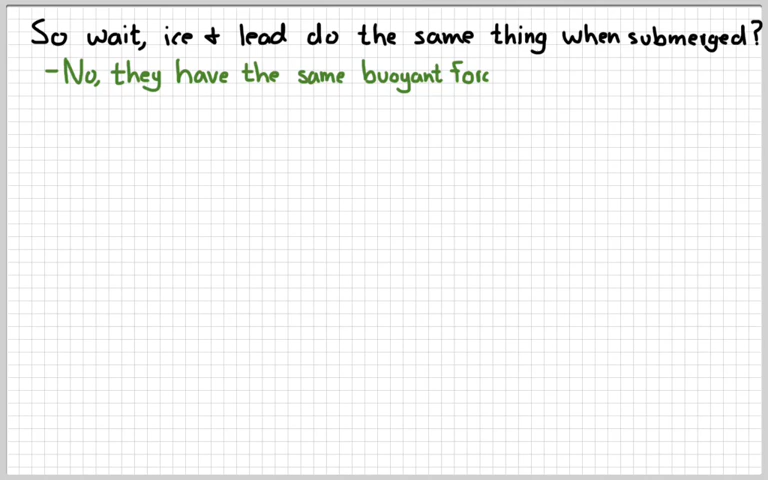 So wait, ice & lead do the same thing when submerged?
- No, they have the same buoyant forc